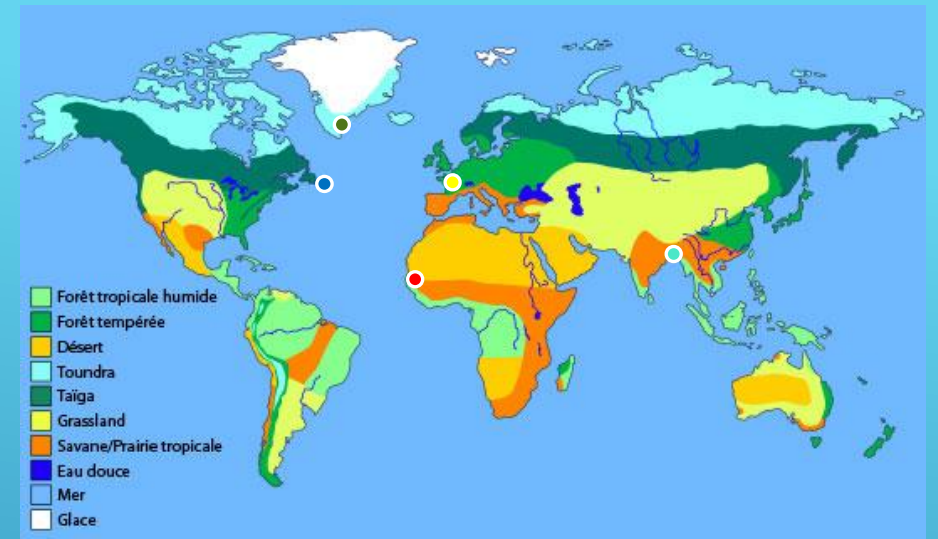 Forêt tropicale humide
Forêt tempérée
Désert
Toundra
Taïga
Grassland
Savane/Prairie tropicale
Eau douce
Mer
Glace